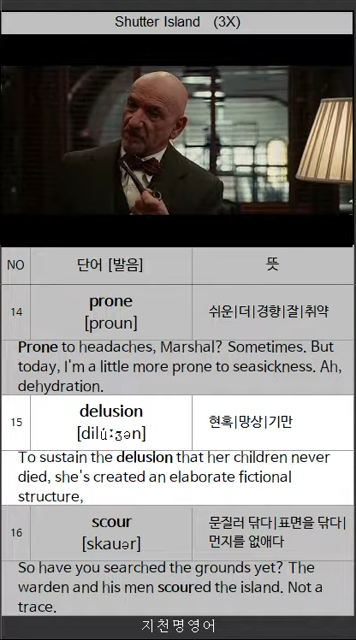 Shutter Island (3X)
NO 단어 [발음] 뜻
14 prone [proun] 쉬운|더|경향|잘|취약
Prone to headaches, Marshal? Sometimes. But
today, I'm a little more prone to seasickness. Ah,
dehydration.
15 delusion [dilú:ʒən] 현혹|망상|기만
To sustain the delusion that her children never
died, she's created an elaborate fictional
structure,
16 scour [skauər] 문질러 닦다|표면을 닦다|
먼지를 없애다
So have you searched the grounds yet? The
warden and his men scoured the island. Not a
trace.
지천명영어